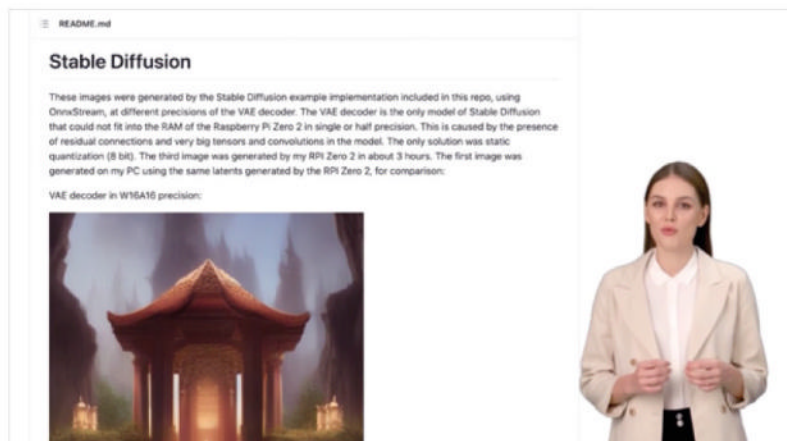 README.md
Stable Diffusion
These images were generated by the Stable Diffusion example implementation included in this repo, using
OnnxStream, at different precisions of the VAE decoder. The VAE decoder is the only model of Stable Diffusion
that could not fit into the RAM of the Raspberry Pi Zero 2 in single or half precision. This is caused by the presence
of residual connections and very big tensors and convolutions in the model. The only solution was static
quantization (8 bit). The third image was generated by my RPI Zero 2 in about 3 hours. The first image was
generated on my PC using the same latents generated by the RPI Zero 2, for comparison:
VAE decoder in W16A16 precision: